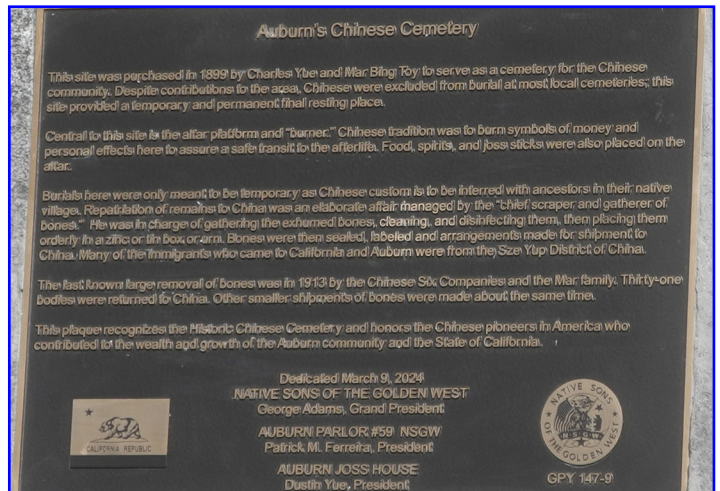 Auburn's Chinese Cemetery
This site was purchased in 1899 by Charles Yue and Mar Bing Toy to serve as a cemetery for the Chinese
community. Despite contributions to the area, Chinese were excluded from burial at most local cemeteries; this
site provided a temporary and permanent final resting place.
Central to this site is the altar platform and "burner." Chinese tradition was to burn symbols of money and
personal effects here to assure a safe transit to the afterlife. Food, spirits, and joss sticks were also placed on the
altar.
Burials here were only meant to be temporary as Chinese custom is to be interred with ancestors in their native
village. Repatriation of remains to China was an elaborate affair managed by the "chief scraper and gatherer of
bones." He was in charge of gathering the exhumed bones, cleaning, and disinfecting them, then placing them
orderly in a zinc or tin box or urn. Bones were then sealed, labeled and arrangements made for shipment to
China. Many of the immigrants who came to California and Auburn were from the Sze Yup District of China.
The last known large removal of bones was in 1913 by the Chinese Six Companies and the Mar family. Thirty-one
bodies were returned to China. Other smaller shipments of bones were made about the same time.
This plaque recognizes the Historic Chinese Cemetery and honors the Chinese pioneers in America who
contributed to the wealth and growth of the Auburn community and the State of California.
Dedicated March 9, 2024
NATIVE SONS OF THE GOLDEN WEST
George Adams, Grand President
AUBURN PARLOR #59 NSGW
Patrick M. Ferreira, President
AUBURN JOSS HOUSE
Dustin Yue, President
CALIFORNIA REPUBLIC
NATIVE SONS
OF THE GOLDEN WEST
N.S.G.W
GPY 147-9